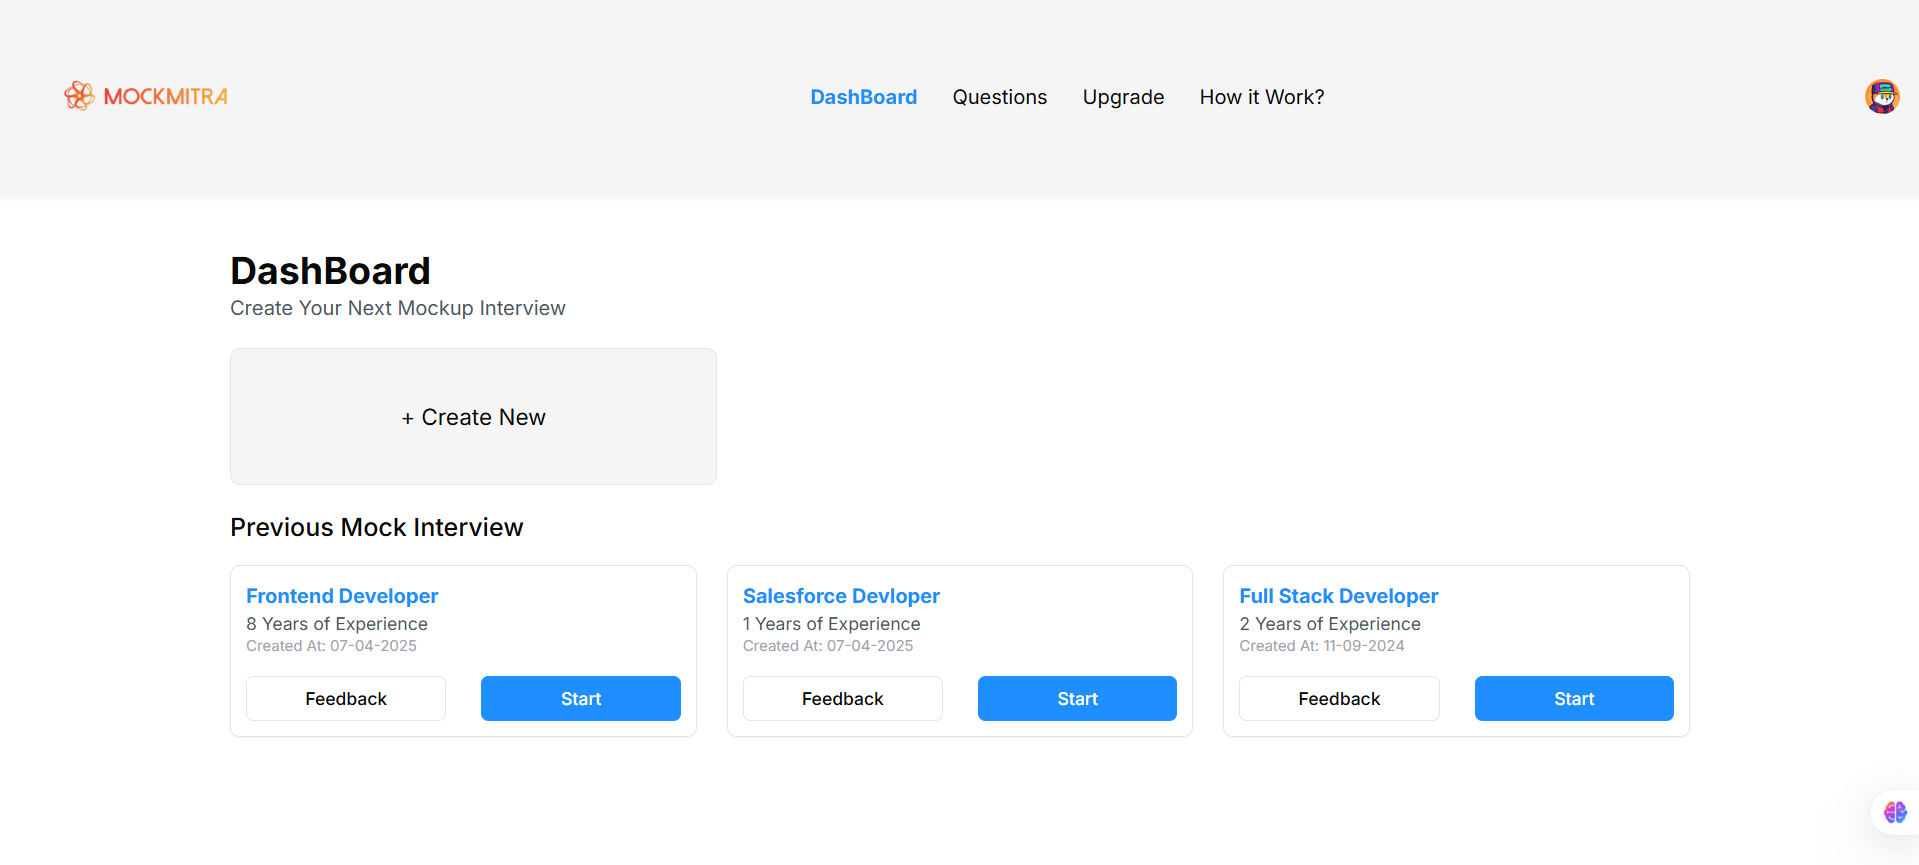 MOCKMITRA
DashBoard
Questions
Upgrade
How it Work?
DashBoard
Create Your Next Mockup Interview
+ Create New
Previous Mock Interview
Frontend Developer
8 Years of Experience
Created At: 07-04-2025
Feedback
Start
Salesforce Devloper
1 Years of Experience
Created At: 07-04-2025
Feedback
Start
Full Stack Developer
2 Years of Experience
Created At: 11-09-2024
Feedback
Start